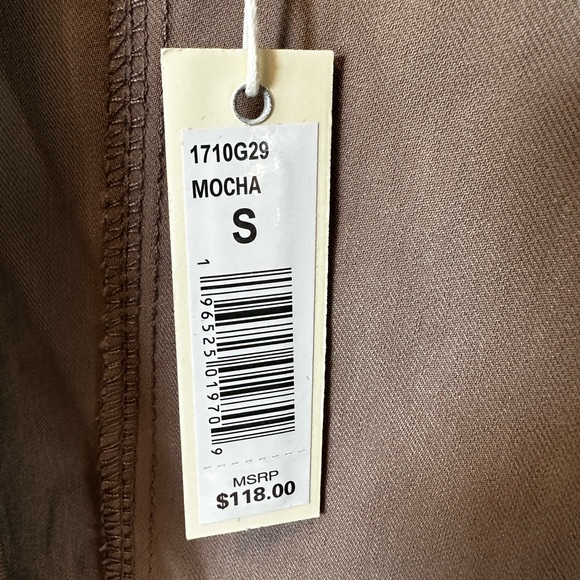 1710G29
MOCHA
S
1 96525 01970 9
MSRP
$118.00